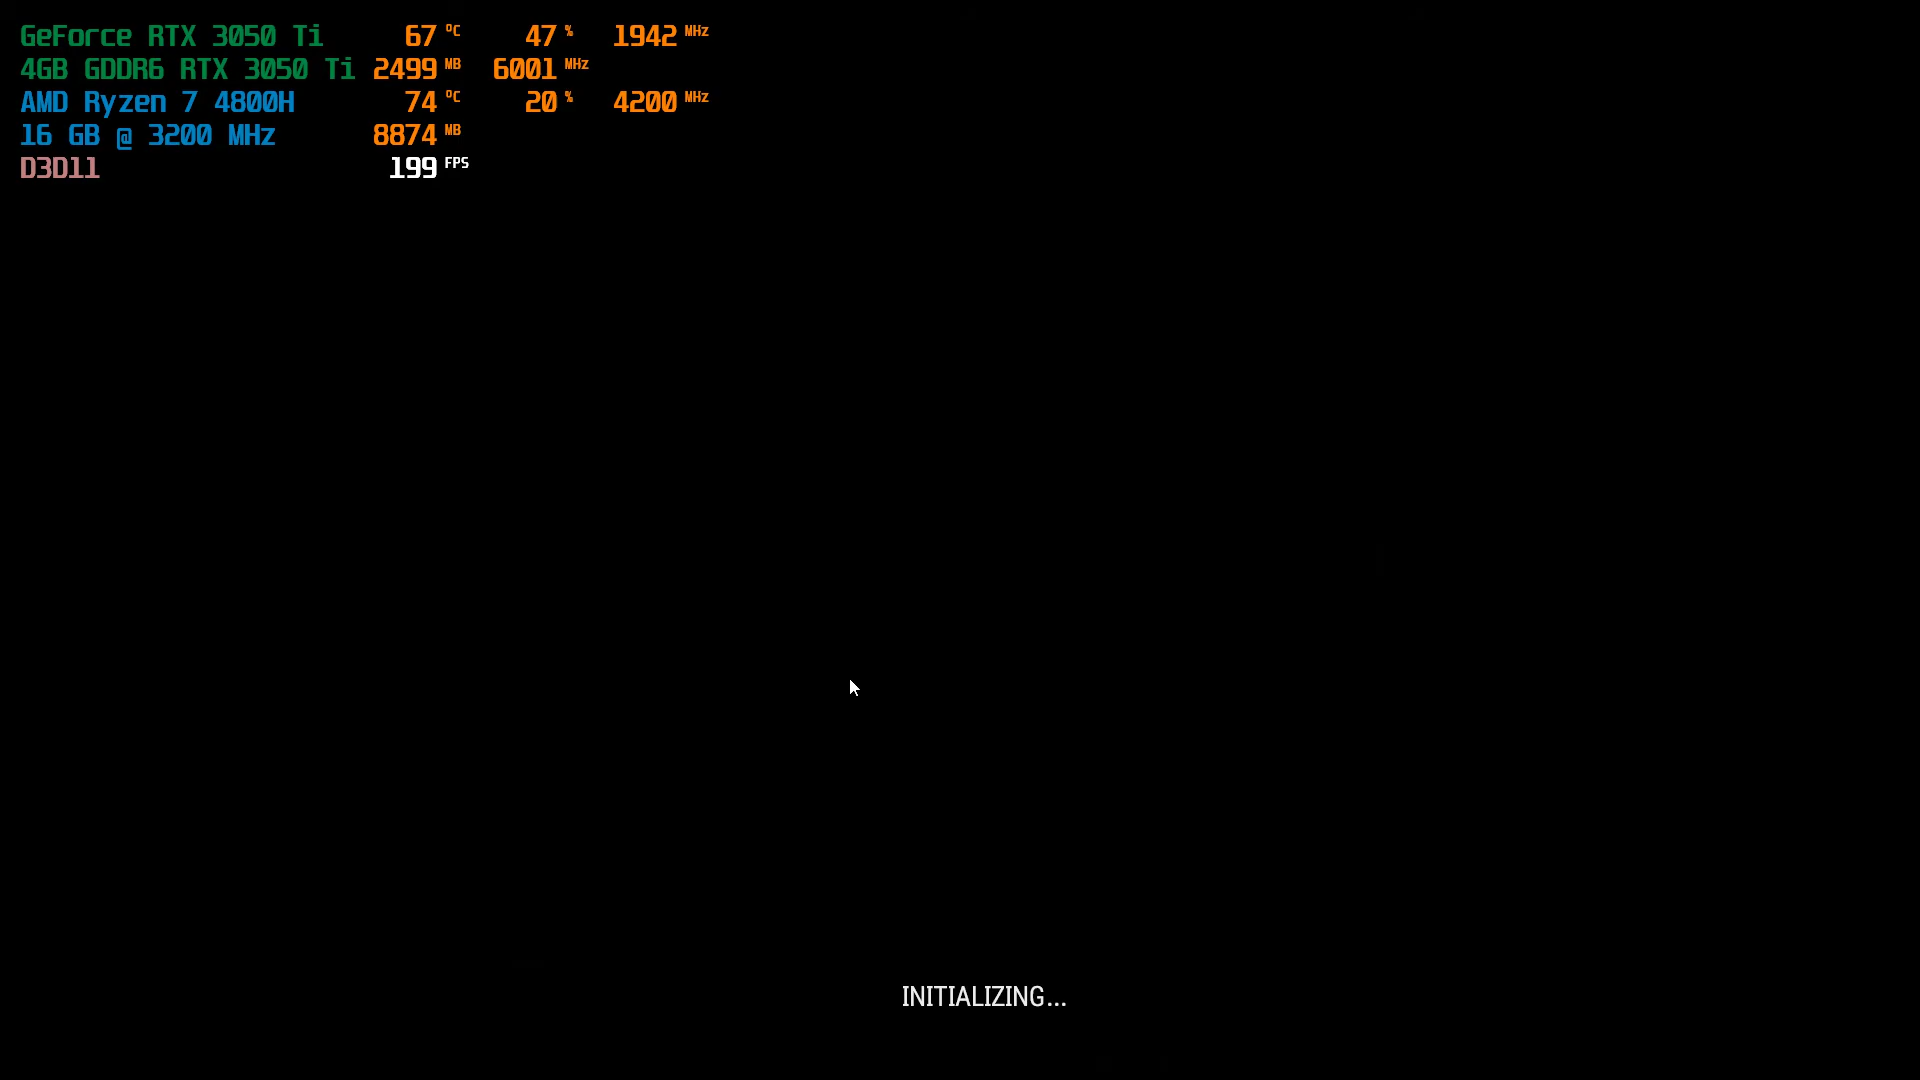 GeForce RTX 3050 Ti 67 °C 47 % 1942 MHz
4GB GDDR6 RTX 3050 Ti 2499 MB 6001 MHz
AMD Ryzen 7 4800H 74 °C 20 % 4200 MHz
16 GB @ 3200 MHz 8874 MB
D3D11 199 FPS
INITIALIZING...